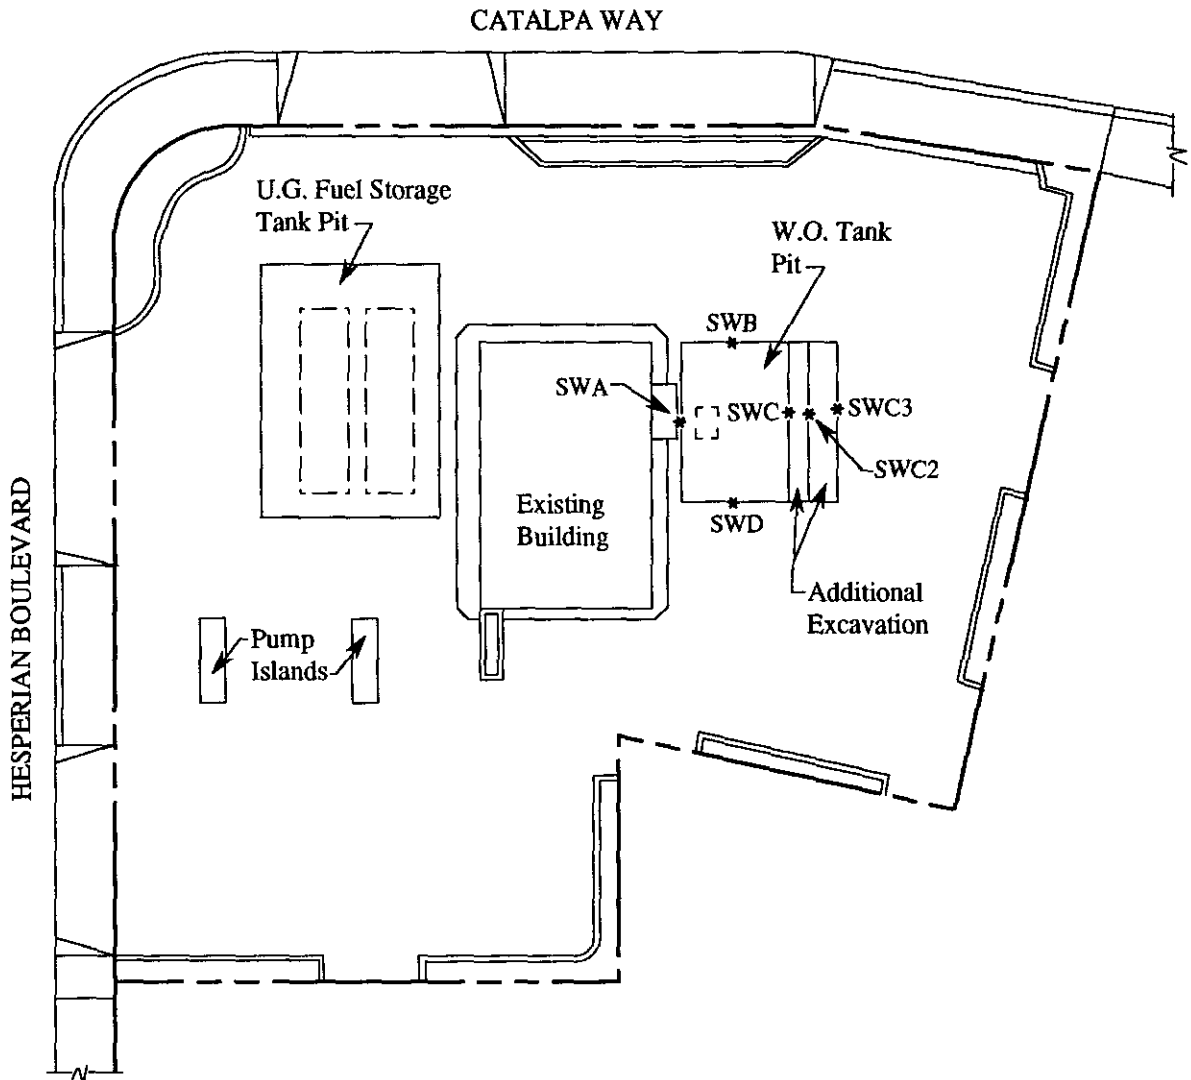 CATALPA WAY
U.G. Fuel Storage
Tank Pit
W.O. Tank
Pit
SWB
SWA
SWC
SWC3
SWC2
Existing
Building
SWD
Additional
Excavation
Pump
Islands
HESPERIAN BOULEVARD
N
N